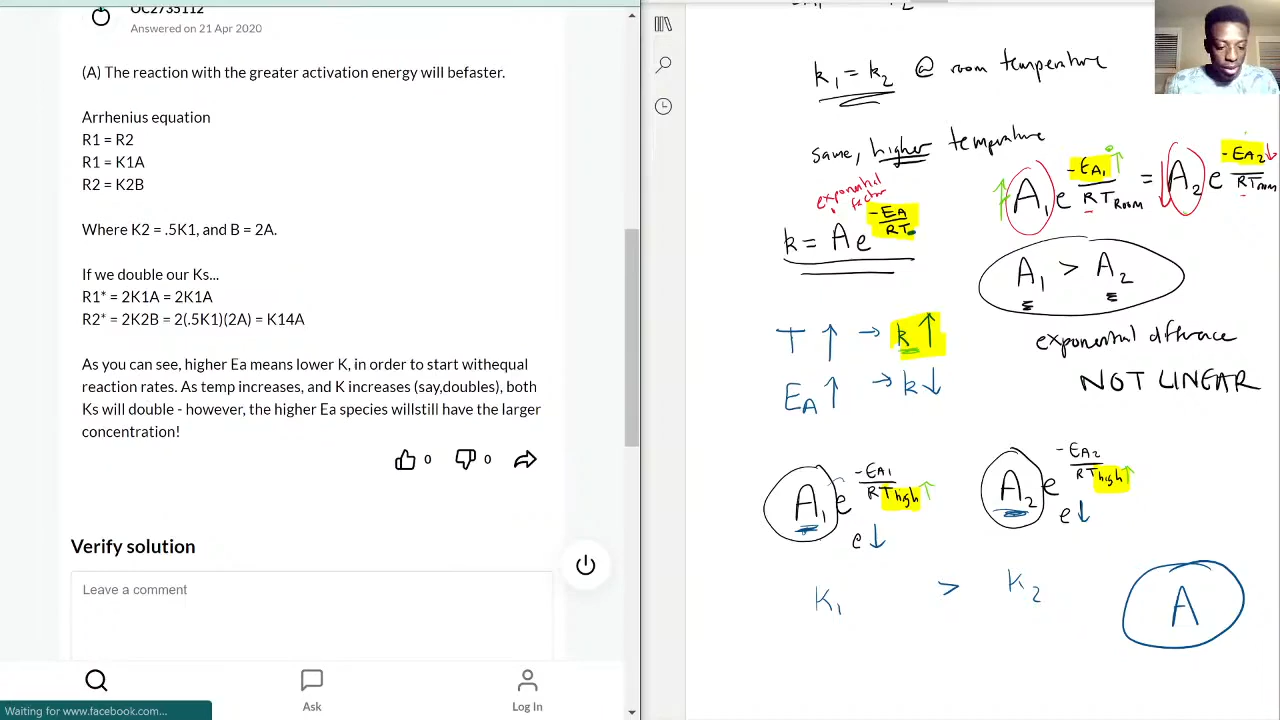 OC2735112
Answered on 21 Apr 2020
(A) The reaction with the greater activation energy will befaster.
Arrhenius equation
R1 = R2
R1 = K1A
R2 = K2B
Where K2 = .5K1, and B = 2A.
If we double our Ks...
R1* = 2K1A = 2K1A
R2* = 2K2B = 2(.5K1)(2A) = K14A
As you can see, higher Ea means lower K, in order to start withequal
reaction rates. As temp increases, and K increases (say,doubles), both
Ks will double - however, the higher Ea species willstill have the larger
concentration!
0
0
Verify solution
Leave a comment
Ask
Log In
Waiting for www.facebook.com...
k₁ = k₂ @ room temperature
same, higher temperature
exponential
factor
k = A e^(-EA/RT)
↑ A₁ e^(-EA₁↑/RTRoom) = ↓ A₂ e^(-EA₂↓/RTroom)
A₁ > A₂
exponential difference
NOT LINEAR
T ↑ → k ↑
EA ↑ → k ↓
A₁ e^(-EA₁/RThigh↑) A₂ e^(-EA₂/RThigh↑)
e ↓ e ↓
K₁ > K₂
A